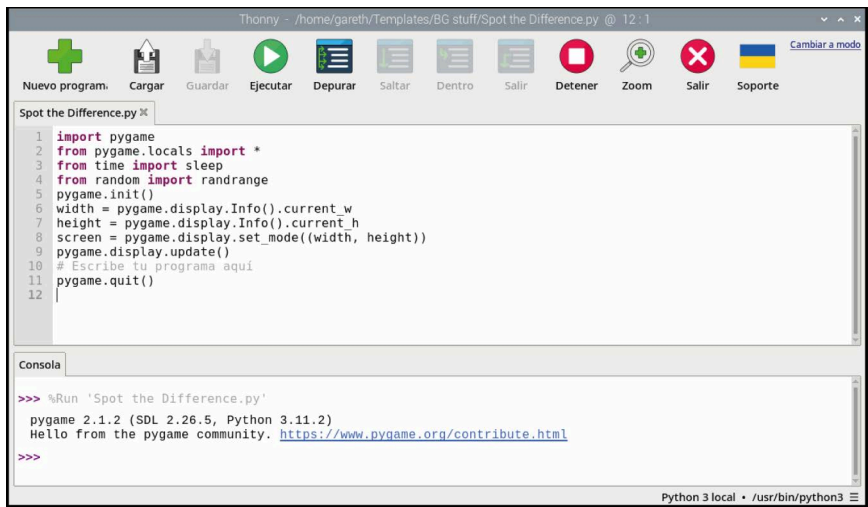 Thonny - /home/gareth/Templates/BG stuff/Spot the Difference.py @ 12:1
Nuevo program. Cargar Guardar Ejecutar Depurar Saltar Dentro Salir Detener Zoom Salir Soporte
Cambiar a modo
Spot the Difference.py
1 import pygame
2 from pygame.locals import *
3 from time import sleep
4 from random import randrange
5 pygame.init()
6 width = pygame.display.Info().current_w
7 height = pygame.display.Info().current_h
8 screen = pygame.display.set_mode((width, height))
9 pygame.display.update()
10 # Escribe tu programa aquí
11 pygame.quit()
12
Consola
>>> %Run 'Spot the Difference.py'
pygame 2.1.2 (SDL 2.26.5, Python 3.11.2)
Hello from the pygame community. https://www.pygame.org/contribute.html
>>>
Python 3 local • /usr/bin/python3 ☰